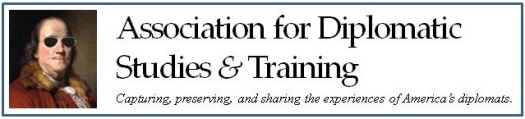 Association for Diplomatic
Studies & Training
Capturing, preserving, and sharing the experiences of America's diplomats.